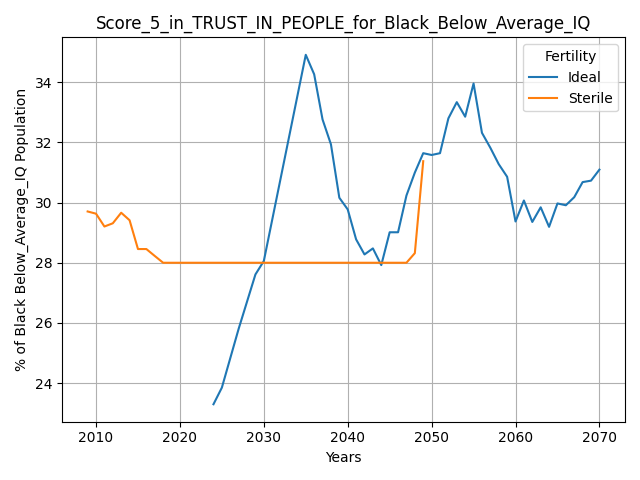 Score_5_in_TRUST_IN_PEOPLE_for_Black_Below_Average_IQ
Fertility
Ideal
Sterile
% of Black Below_Average_IQ Population
34
32
30
28
26
24
2010 2020 2030 2040 2050 2060 2070
Years